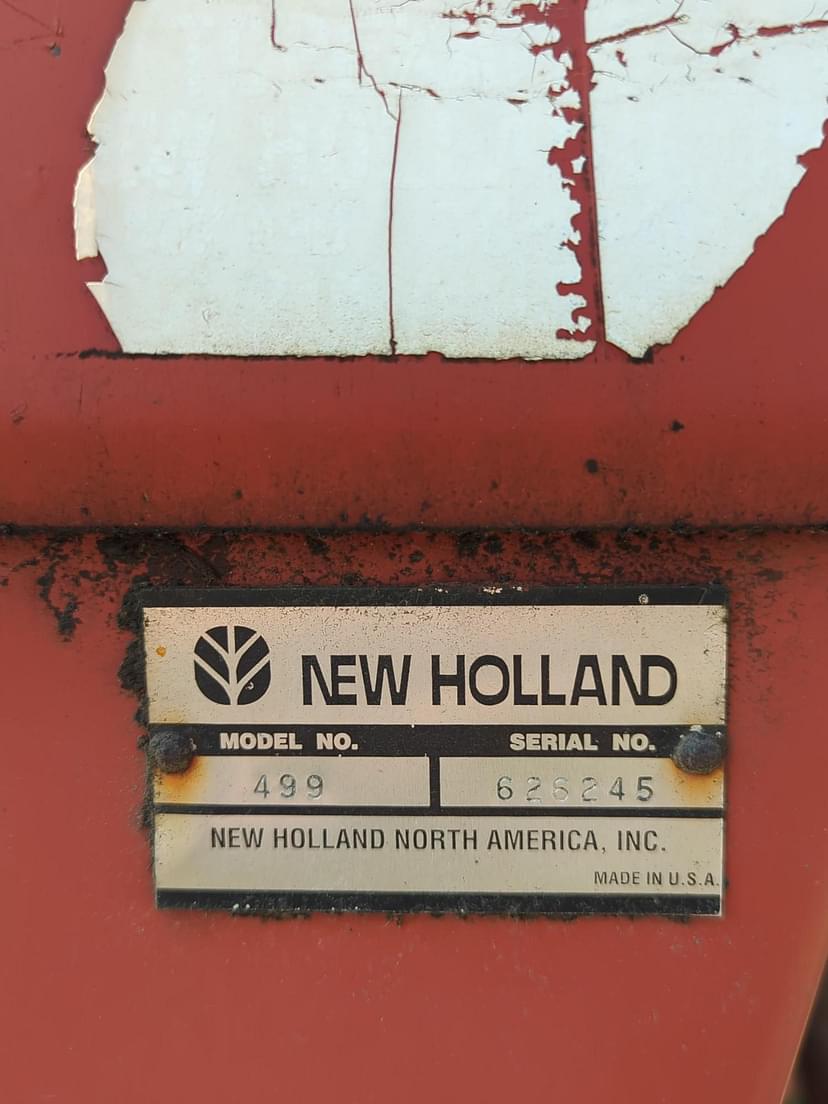 NEW HOLLAND
MODEL NO. SERIAL NO.
499 626245
NEW HOLLAND NORTH AMERICA, INC.
MADE IN U.S.A.